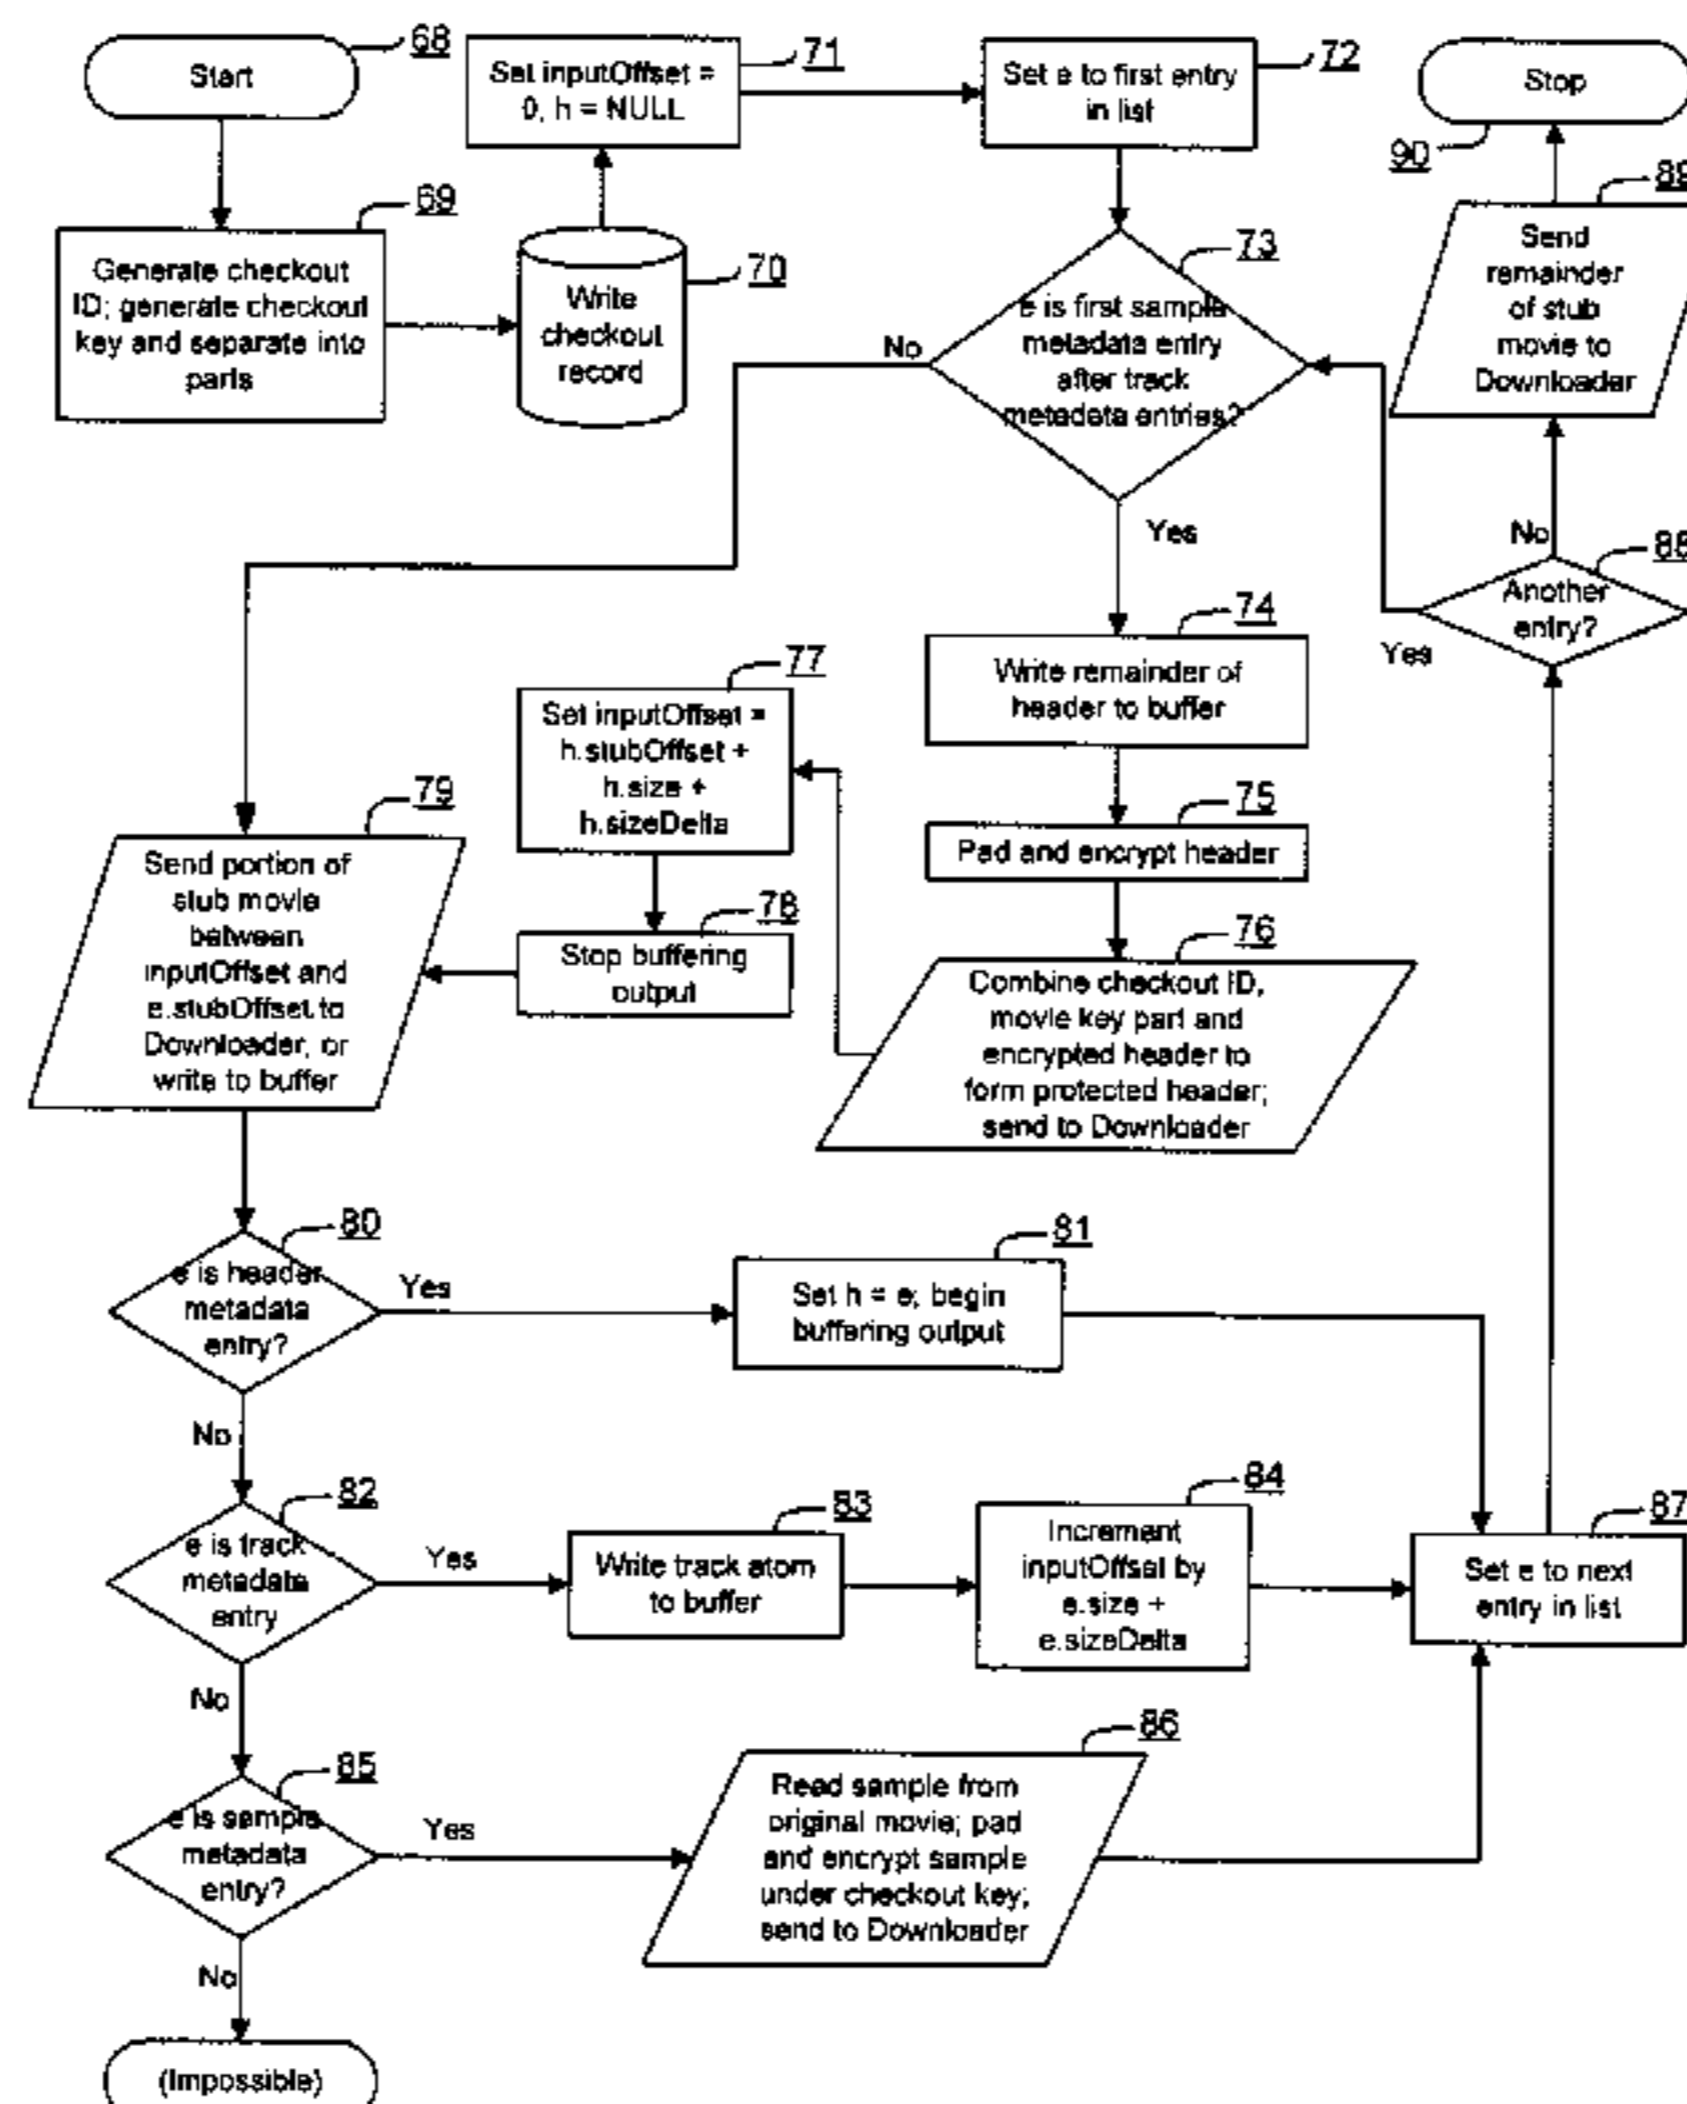 Start
68
Set inputOffset =
0, h = NULL
71
Set e to first entry
in list
72
Stop
90
69
Generate checkout
ID; generate checkout
key and separate into
parts
70
Write
checkout
record
73
e is first sample
metadata entry
after track
metadata entries?
No
Yes
89
Send
remainder
of stub
movie to
Downloader
No
88
Another
entry?
Yes
74
Write remainder of
header to buffer
75
Pad and encrypt header
76
Combine checkout ID,
movie key part and
encrypted header to
form protected header;
send to Downloader
77
Set inputOffset =
h.stubOffset +
h.size +
h.sizeDelta
78
Stop buffering
output
79
Send portion of
stub movie
between
inputOffset and
e.stubOffset to
Downloader, or
write to buffer
80
e is header
metadata
entry?
Yes
No
81
Set h = e; begin
buffering output
82
e is track
metadata
entry
Yes
No
83
Write track atom
to buffer
84
Increment
inputOffset by
e.size +
e.sizeDelta
87
Set e to next
entry in list
85
e is sample
metadata
entry?
Yes
No
86
Read sample from
original movie; pad
and encrypt sample
under checkout key;
send to Downloader
(Impossible)